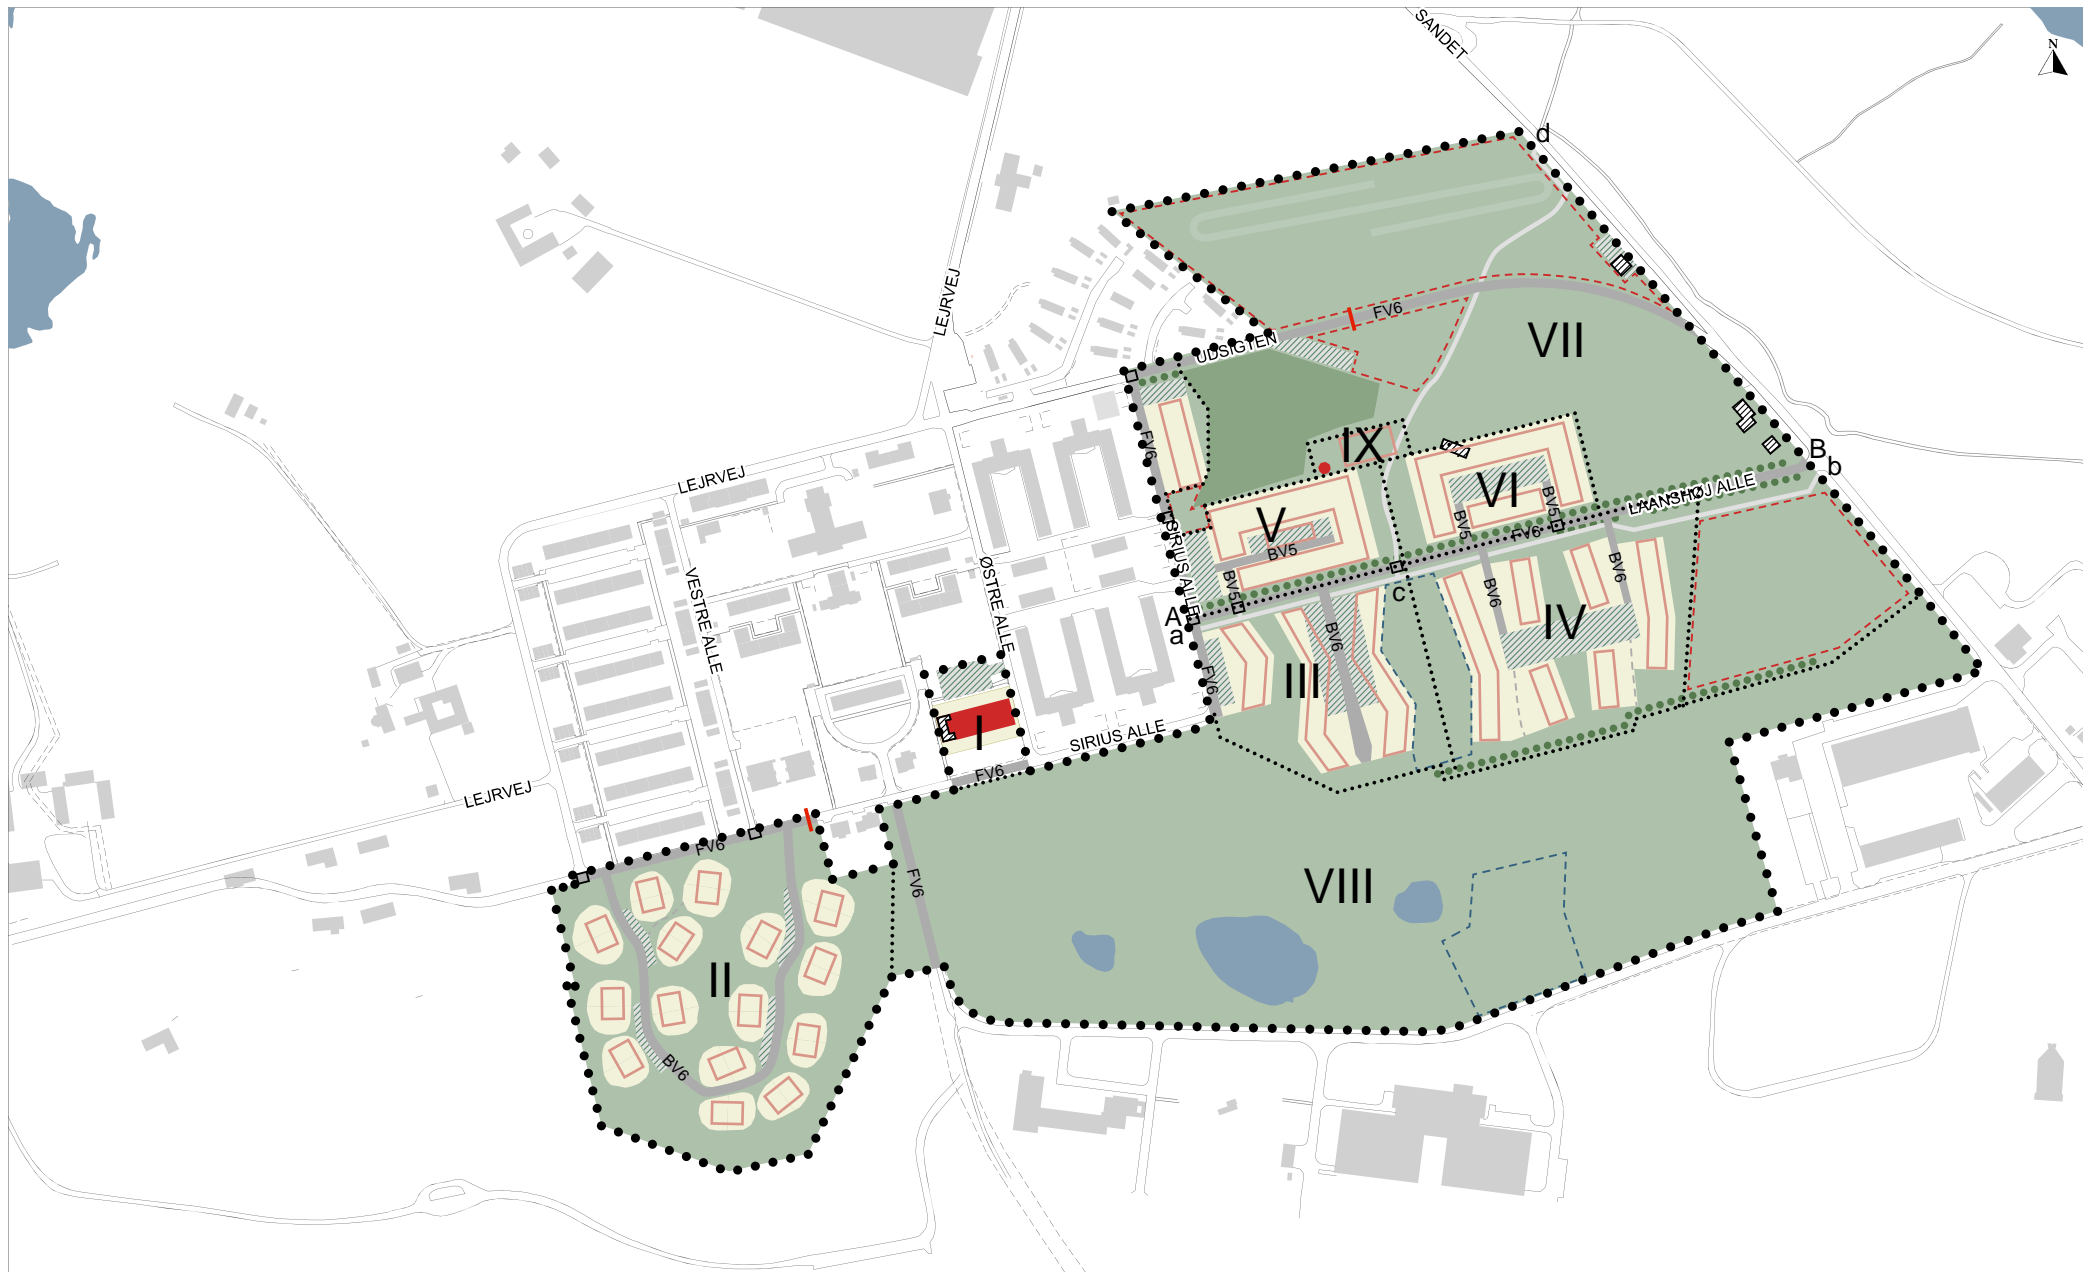 SANDET
N
d
LEJRVEJ
FV6
UDSIGTEN
VII
FV6
IX
B
b
LEJRVEJ
VI
BV5
LAANSHØJ ALLE
V
BV5
FV6
BV5
SIRIUS ALLE
ØSTRE ALLE
VESTRE ALLE
BV5
c
BV6
BV6
A
a
IV
BV6
III
FV6
I
SIRIUS ALLE
FV6
LEJRVEJ
FV6
FV6
VIII
II
BV6